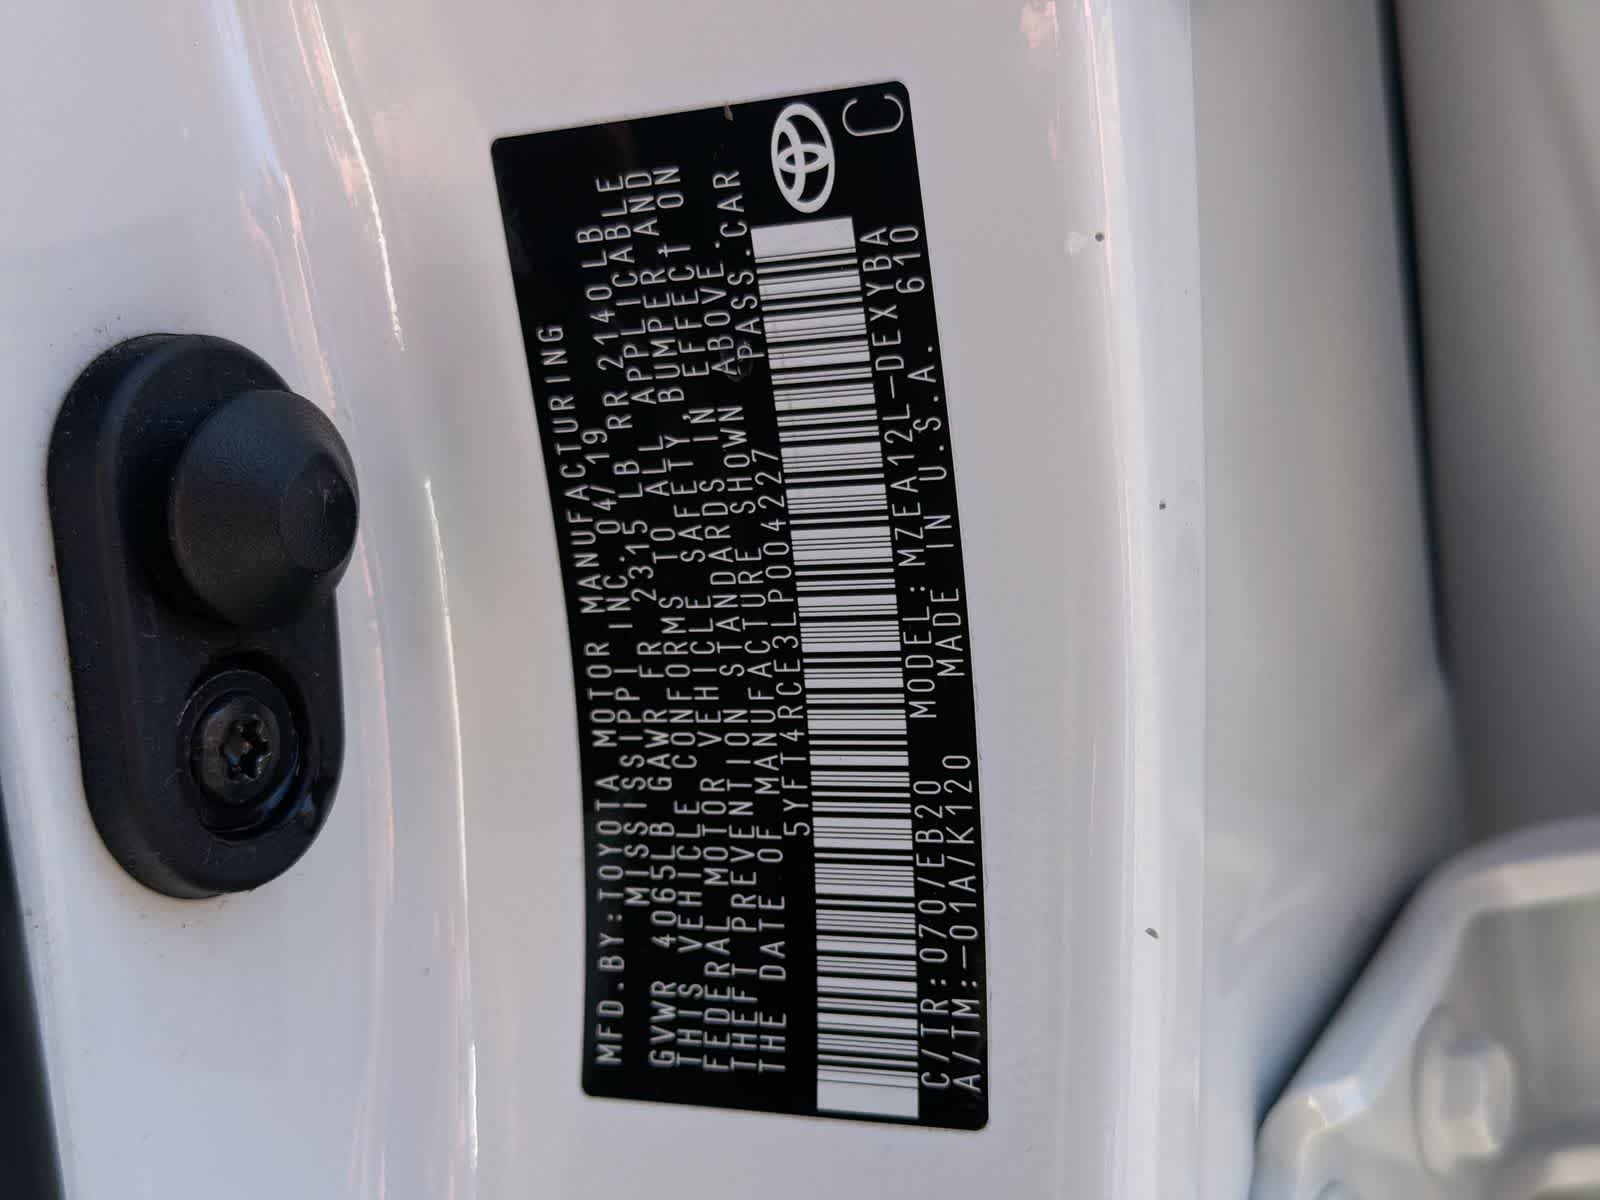 MFD.BY:TOYOTA MOTOR MANUFACTURING
MISSISSIPPI INC. 04/19
GVWR 4065LB GAWR FR 2315 LB RR 2140LB
THIS VEHICLE CONFORMS TO ALL APPLICABLE
FEDERAL MOTOR VEHICLE SAFETY, BUMPER, AND
THEFT PREVENTION STANDARDS IN EFFECT ON
THE DATE OF MANUFACTURE SHOWN ABOVE.
5YFT4RCE3LP004227 PASS.CAR
C/TR:070/EB20 MODEL:MZEA12L-DEXYBA
A/TM:-01A/K120 MADE IN U.S.A. 610
C